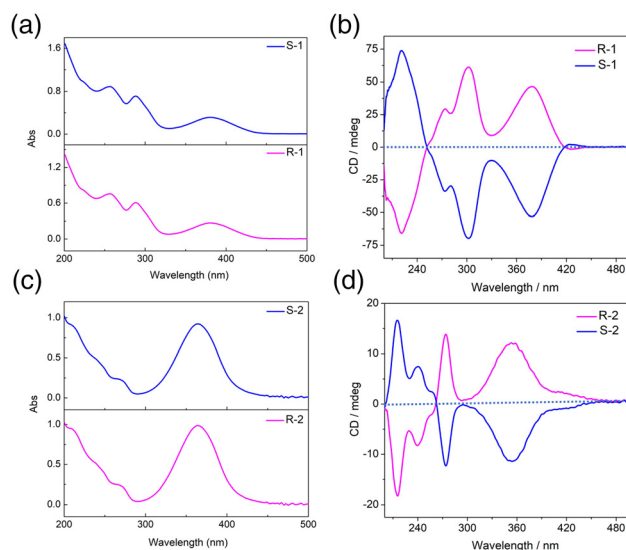 (a)
S-1
1.6
0.8
0.0
R-1
1.2
0.6
0.0
200 300 400 500
Wavelength (nm)
Abs
(b)
R-1
S-1
75
50
25
0
-25
-50
-75
240 300 360 420 480
Wavelength / nm
CD / mdeg
(c)
S-2
1.0
0.5
0.0
R-2
1.0
0.5
0.0
200 300 400 500
Wavelength (nm)
Abs
(d)
R-2
S-2
20
10
0
-10
-20
240 300 360 420 480
Wavelength / nm
CD / mdeg